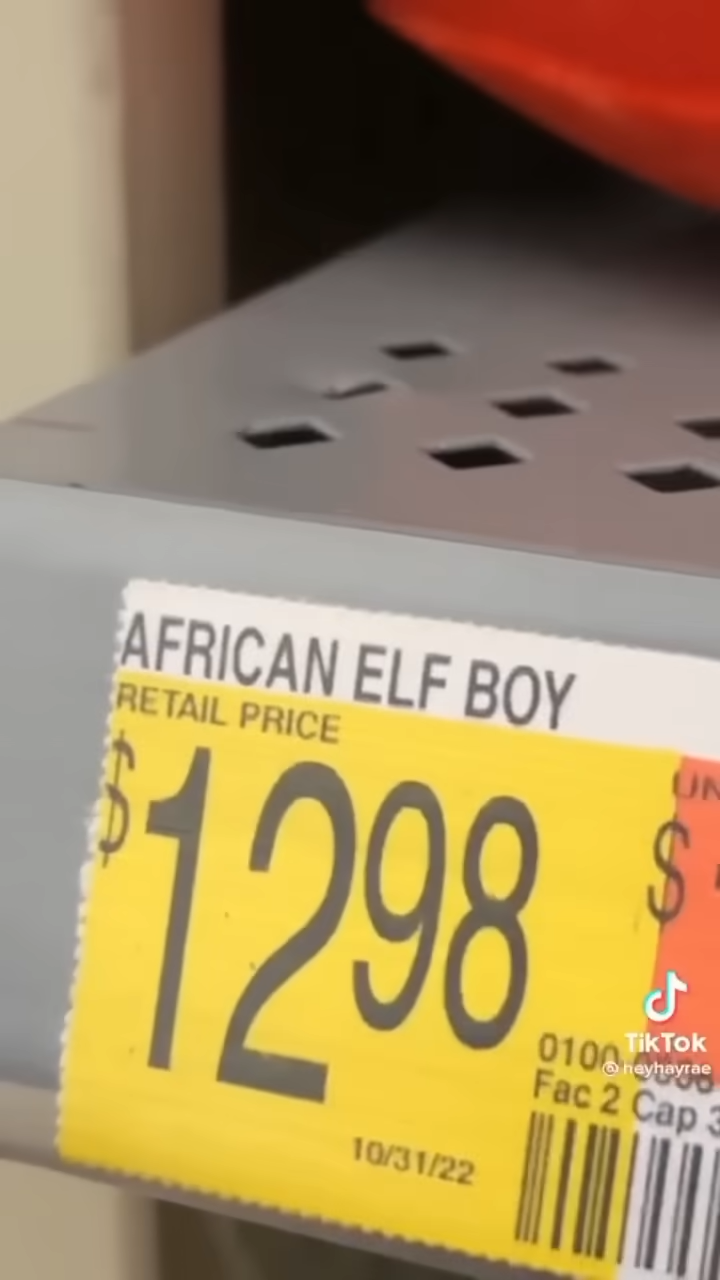 AFRICAN ELF BOY
RETAIL PRICE
$1298
$
TikTok
@heyhayrae
0100
Fac 2 Cap 3
10/31/22